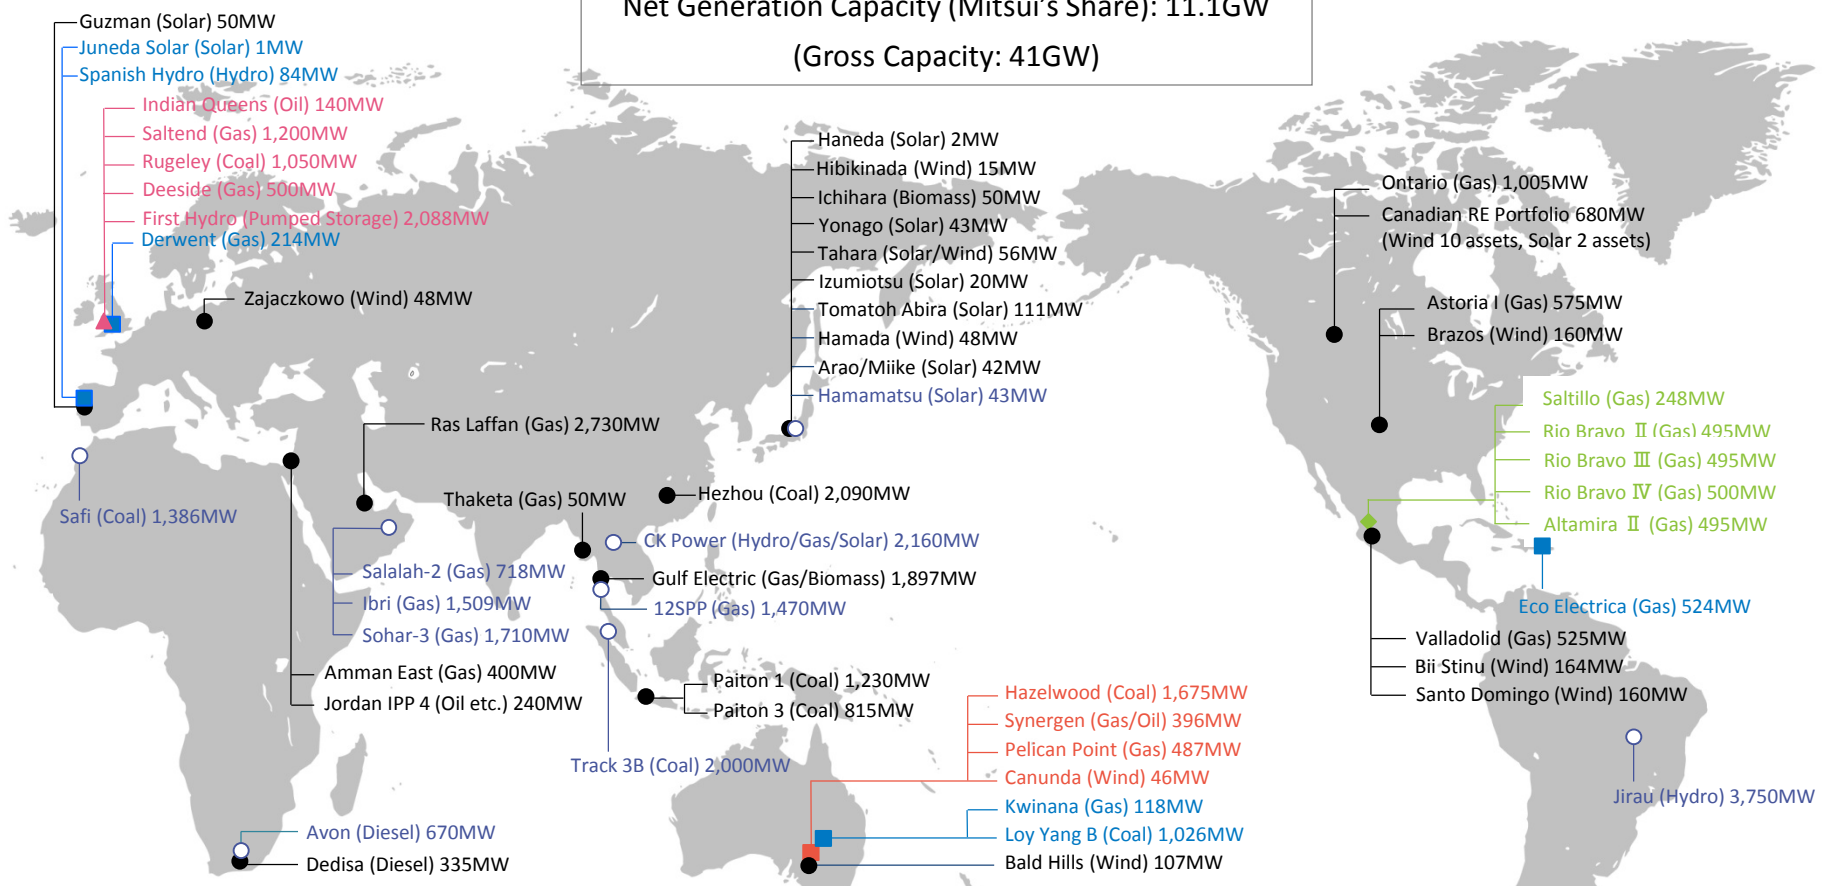 Net Generation Capacity (Mitsui's Share): 11.1GW
(Gross Capacity: 41GW)
Guzman (Solar) 50MW
Juneda Solar (Solar) 1MW
Spanish Hydro (Hydro) 84MW
Indian Queens (Oil) 140MW
Saltend (Gas) 1,200MW
Rugeley (Coal) 1,050MW
Deeside (Gas) 500MW
First Hydro (Pumped Storage) 2,088MW
Derwent (Gas) 214MW
Zajaczkowo (Wind) 48MW
Haneda (Solar) 2MW
Hibikinada (Wind) 15MW
Ichihara (Biomass) 50MW
Yonago (Solar) 43MW
Tahara (Solar/Wind) 56MW
Izumiotsu (Solar) 20MW
Tomatoh Abira (Solar) 111MW
Hamada (Wind) 48MW
Arao/Miike (Solar) 42MW
Hamamatsu (Solar) 43MW
Ontario (Gas) 1,005MW
Canadian RE Portfolio 680MW
(Wind 10 assets, Solar 2 assets)
Astoria I (Gas) 575MW
Brazos (Wind) 160MW
Saltillo (Gas) 248MW
Rio Bravo Ⅱ (Gas) 495MW
Rio Bravo Ⅲ (Gas) 495MW
Rio Bravo Ⅳ (Gas) 500MW
Altamira Ⅱ (Gas) 495MW
Eco Electrica (Gas) 524MW
Valladolid (Gas) 525MW
Bii Stinu (Wind) 164MW
Santo Domingo (Wind) 160MW
Jirau (Hydro) 3,750MW
Ras Laffan (Gas) 2,730MW
Safi (Coal) 1,386MW
Thaketa (Gas) 50MW
Hezhou (Coal) 2,090MW
CK Power (Hydro/Gas/Solar) 2,160MW
Gulf Electric (Gas/Biomass) 1,897MW
12SPP (Gas) 1,470MW
Salalah-2 (Gas) 718MW
Ibri (Gas) 1,509MW
Sohar-3 (Gas) 1,710MW
Amman East (Gas) 400MW
Jordan IPP 4 (Oil etc.) 240MW
Paiton 1 (Coal) 1,230MW
Paiton 3 (Coal) 815MW
Track 3B (Coal) 2,000MW
Hazelwood (Coal) 1,675MW
Synergen (Gas/Oil) 396MW
Pelican Point (Gas) 487MW
Canunda (Wind) 46MW
Kwinana (Gas) 118MW
Loy Yang B (Coal) 1,026MW
Bald Hills (Wind) 107MW
Avon (Diesel) 670MW
Dedisa (Diesel) 335MW